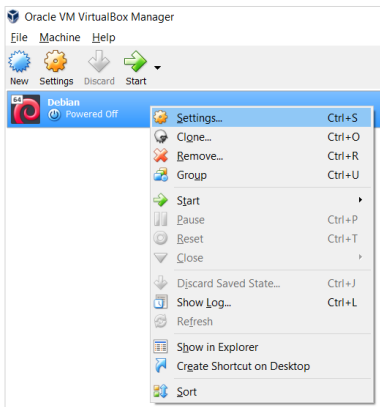 Oracle VM VirtualBox Manager
File Machine Help
New Settings Discard Start
64 Debian
Powered Off
Settings... Ctrl+S
Clone... Ctrl+O
Remove... Ctrl+R
Group Ctrl+U
Start
Pause Ctrl+P
Reset Ctrl+T
Close
Discard Saved State... Ctrl+J
Show Log... Ctrl+L
Refresh
Show in Explorer
Create Shortcut on Desktop
Sort